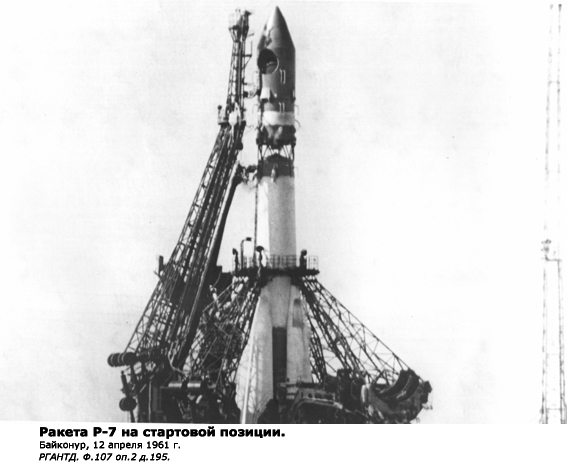 Ракета Р-7 на стартовой позиции.
Байконур, 12 апреля 1961 г.
РГАНТД. Ф.107 оп.2 д.195.